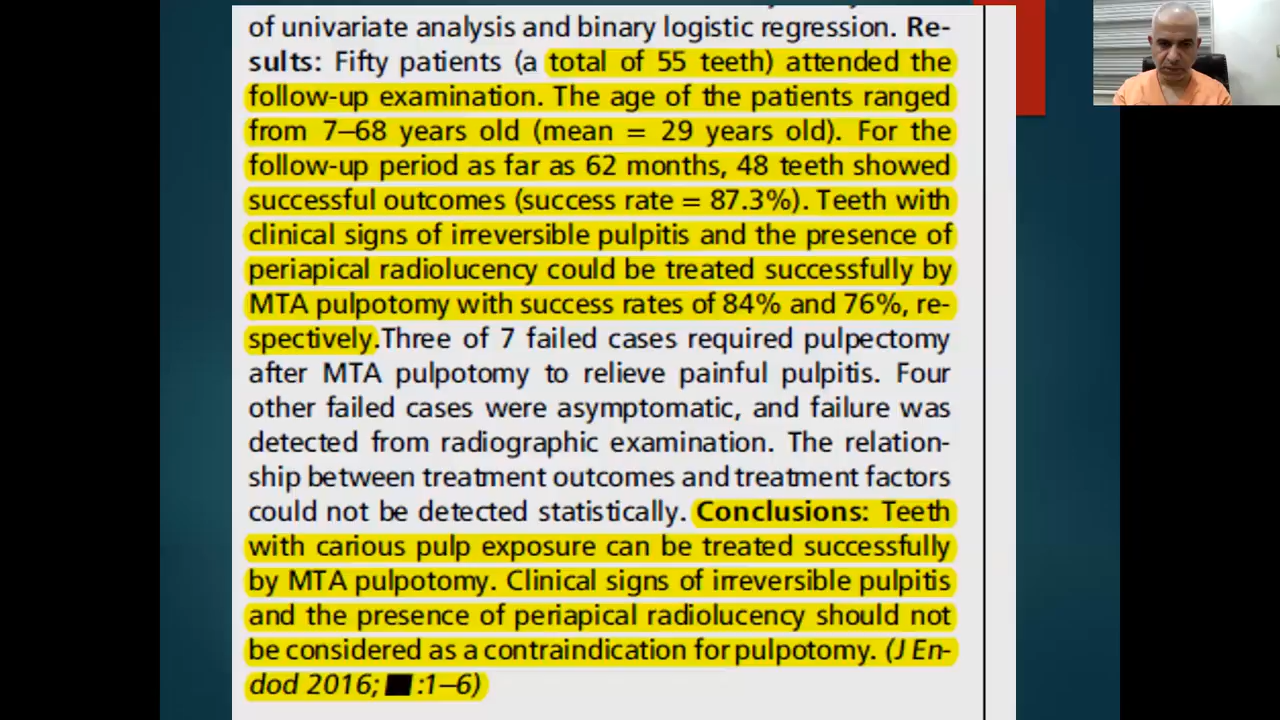 of univariate analysis and binary logistic regression. Re-
sults: Fifty patients (a total of 55 teeth) attended the
follow-up examination. The age of the patients ranged
from 7–68 years old (mean = 29 years old). For the
follow-up period as far as 62 months, 48 teeth showed
successful outcomes (success rate = 87.3%). Teeth with
clinical signs of irreversible pulpitis and the presence of
periapical radiolucency could be treated successfully by
MTA pulpotomy with success rates of 84% and 76%, re-
spectively.Three of 7 failed cases required pulpectomy
after MTA pulpotomy to relieve painful pulpitis. Four
other failed cases were asymptomatic, and failure was
detected from radiographic examination. The relation-
ship between treatment outcomes and treatment factors
could not be detected statistically. Conclusions: Teeth
with carious pulp exposure can be treated successfully
by MTA pulpotomy. Clinical signs of irreversible pulpitis
and the presence of periapical radiolucency should not
be considered as a contraindication for pulpotomy. (J En-
dod 2016;■:1–6)